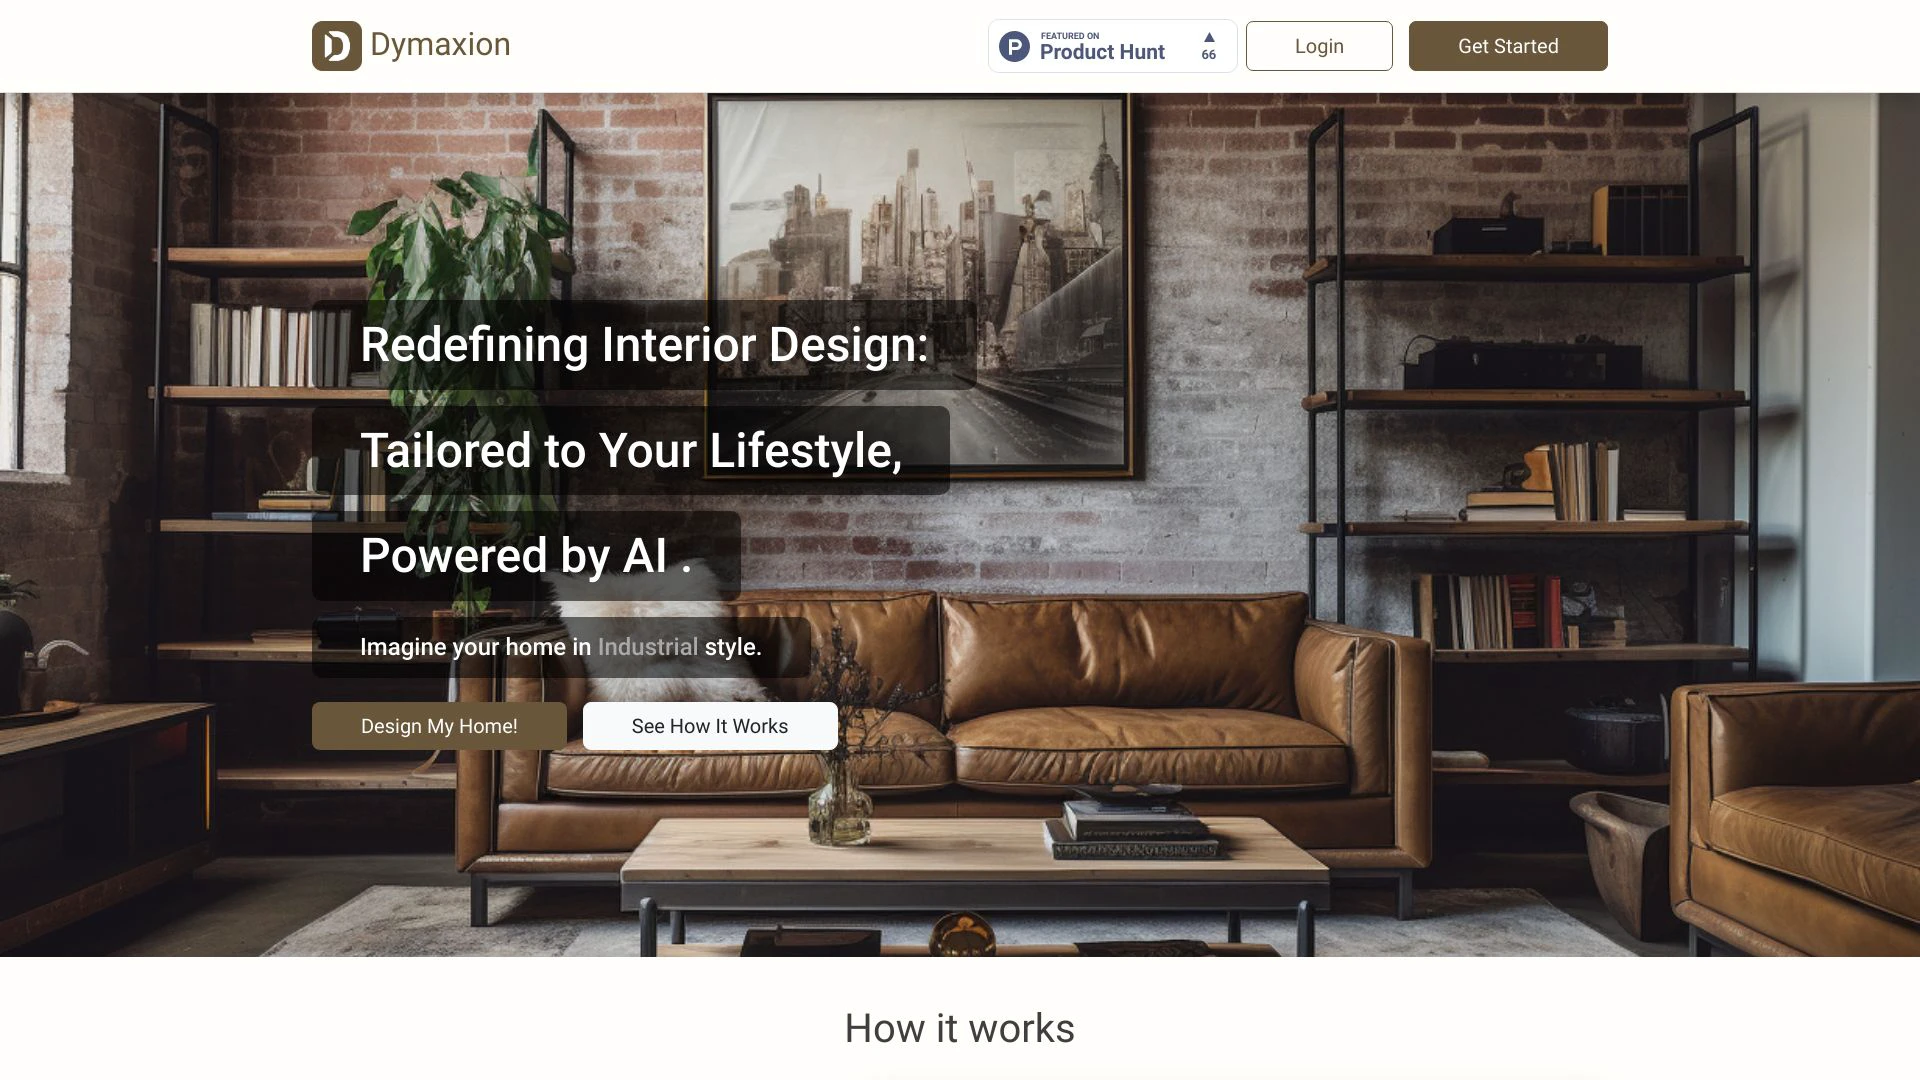 Dymaxion
FEATURED ON
Product Hunt
66
Login
Get Started
Redefining Interior Design:
Tailored to Your Lifestyle,
Powered by AI .
Imagine your home in Industrial style.
Design My Home!
See How It Works
How it works